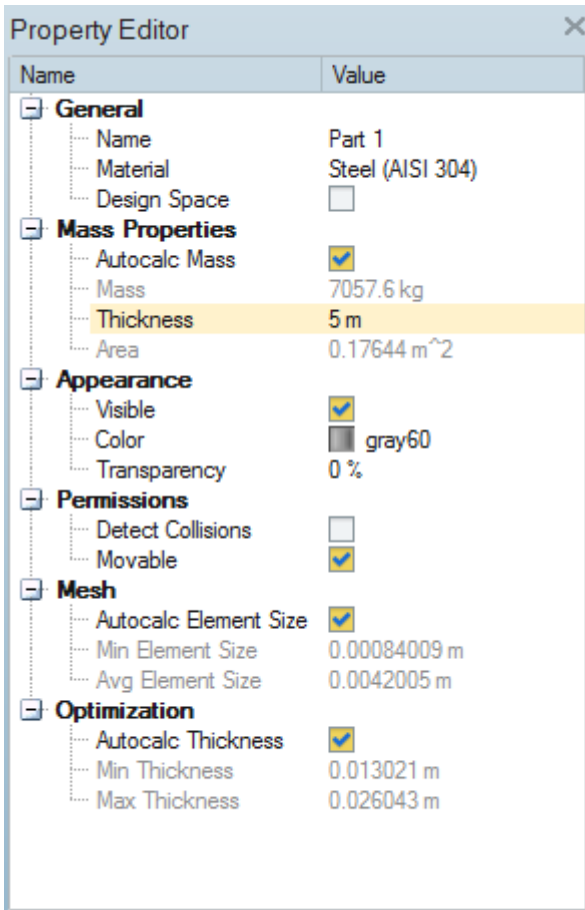 Property Editor
Name Value
General
Name Part 1
Material Steel (AISI 304)
Design Space
Mass Properties
Autocalc Mass
Mass 7057.6 kg
Thickness 5 m
Area 0.17644 m^2
Appearance
Visible
Color gray60
Transparency 0 %
Permissions
Detect Collisions
Movable
Mesh
Autocalc Element Size
Min Element Size 0.00084009 m
Avg Element Size 0.0042005 m
Optimization
Autocalc Thickness
Min Thickness 0.013021 m
Max Thickness 0.026043 m